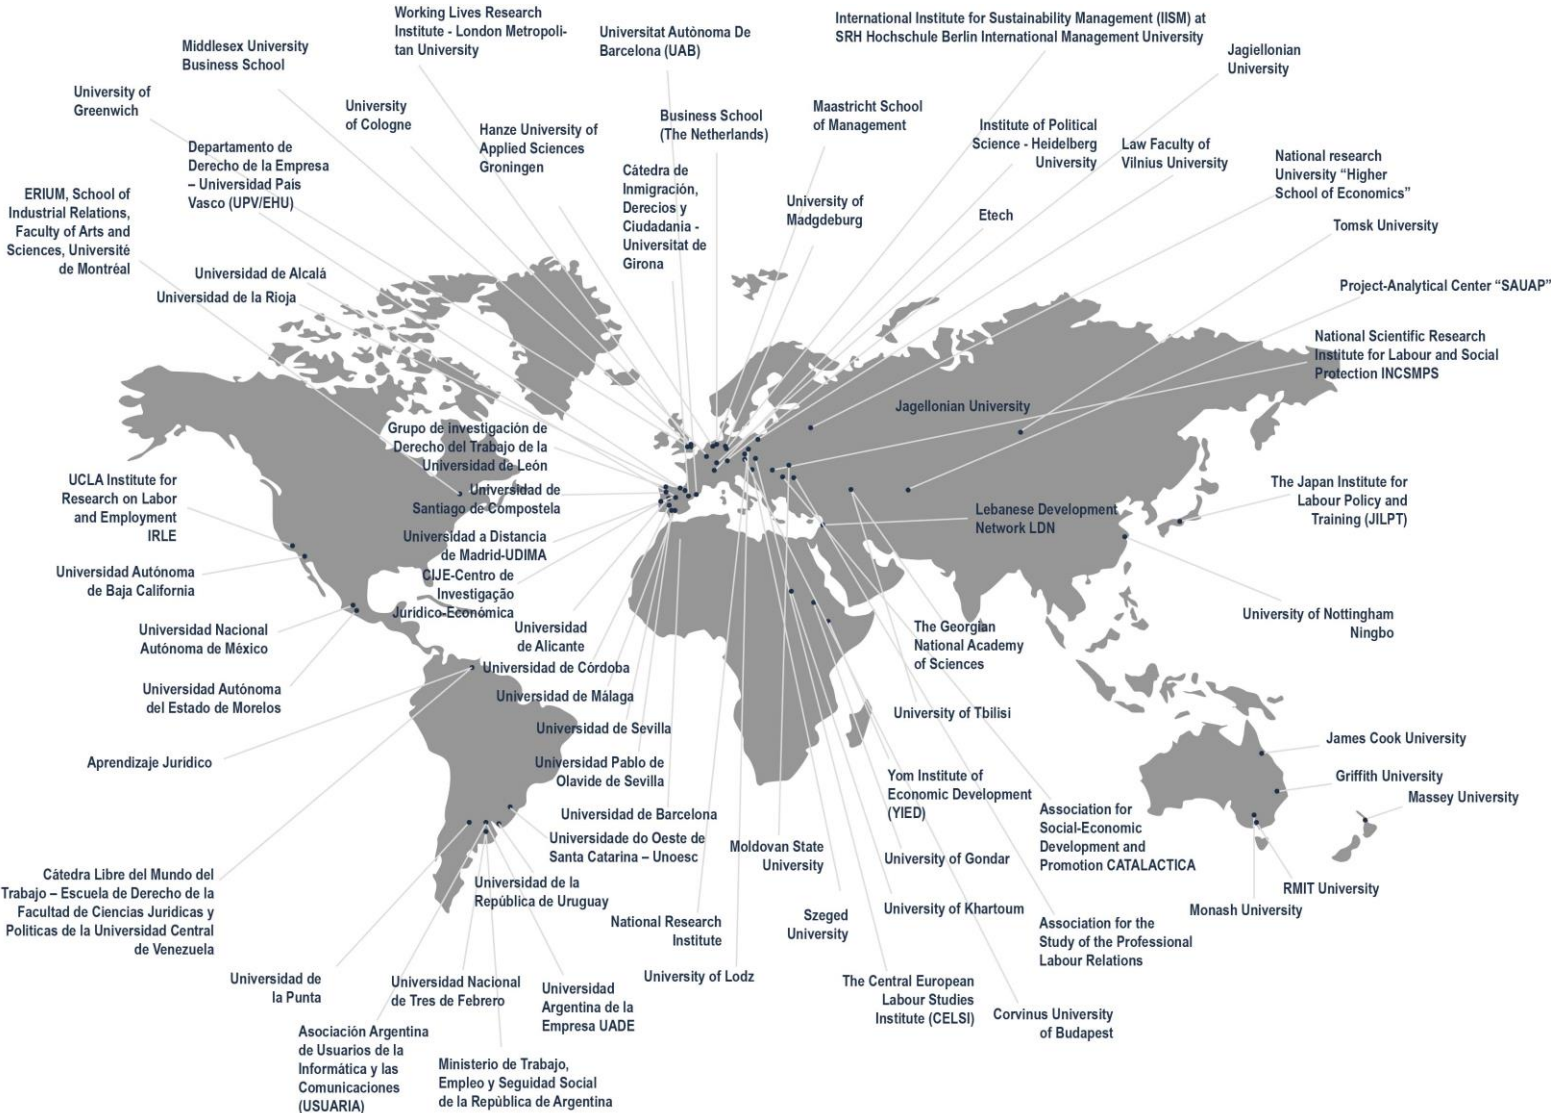 Working Lives Research
Institute - London Metropoli-
tan University
Universitat Autònoma De
Barcelona (UAB)
International Institute for Sustainability Management (IISM) at
SRH Hochschule Berlin International Management University
Middlesex University
Business School
Jagiellonian
University
University of
Greenwich
University
of Cologne
Hanze University of
Applied Sciences
Groningen
Business School
(The Netherlands)
Maastricht School
of Management
Institute of Political
Science - Heidelberg
University
Law Faculty of
Vilnius University
Departamento de
Derecho de la Empresa
– Universidad Pais
Vasco (UPV/EHU)
Cátedra de
Inmigración,
Derecios y
Ciudadania -
Universitat de
Girona
National research
University “Higher
School of Economics”
ERIUM, School of
Industrial Relations,
Faculty of Arts and
Sciences, Université
de Montréal
University of
Madgdeburg
Etech
Tomsk University
Universidad de Alcalá
Universidad de la Rioja
Project-Analytical Center “SAUAP”
National Scientific Research
Institute for Labour and Social
Protection INCSMPS
Jagellonian University
Grupo de investigación de
Derecho del Trabajo de la
Universidad de León
UCLA Institute for
Research on Labor
and Employment
IRLE
Universidad de
Santiago de Compostela
The Japan Institute for
Labour Policy and
Training (JILPT)
Lebanese Development
Network LDN
Universidad a Distancia
de Madrid-UDIMA
Universidad Autónoma
de Baja California
CIJE-Centro de
Investigação
Jurídico-Económica
Universidad Nacional
Autónoma de México
Universidad
de Alicante
The Georgian
National Academy
of Sciences
University of Nottingham
Ningbo
Universidad de Córdoba
Universidad Autónoma
del Estado de Morelos
Universidad de Málaga
University of Tbilisi
Universidad de Sevilla
James Cook University
Aprendizaje Juridico
Universidad Pablo de
Olavide de Sevilla
Yom Institute of
Economic Development
(YIED)
Griffith University
Massey University
Universidad de Barcelona
Association for
Social-Economic
Development and
Promotion CATALACTICA
Universidade do Oeste de
Santa Catarina – Unoesc
Moldovan State
University
University of Gondar
Cátedra Libre del Mundo del
Trabajo – Escuela de Derecho de la
Facultad de Ciencias Juridicas y
Politicas de la Universidad Central
de Venezuela
Universidad de la
República de Uruguay
RMIT University
Monash University
National Research
Institute
Szeged
University
University of Khartoum
Association for the
Study of the Professional
Labour Relations
Universidad de
la Punta
Universidad Nacional
de Tres de Febrero
Universidad
Argentina de la
Empresa UADE
University of Lodz
The Central European
Labour Studies
Institute (CELSI)
Corvinus University
of Budapest
Asociación Argentina
de Usuarios de la
Informática y las
Comunicaciones
(USUARIA)
Ministerio de Trabajo,
Empleo y Seguidad Social
de la República de Argentina